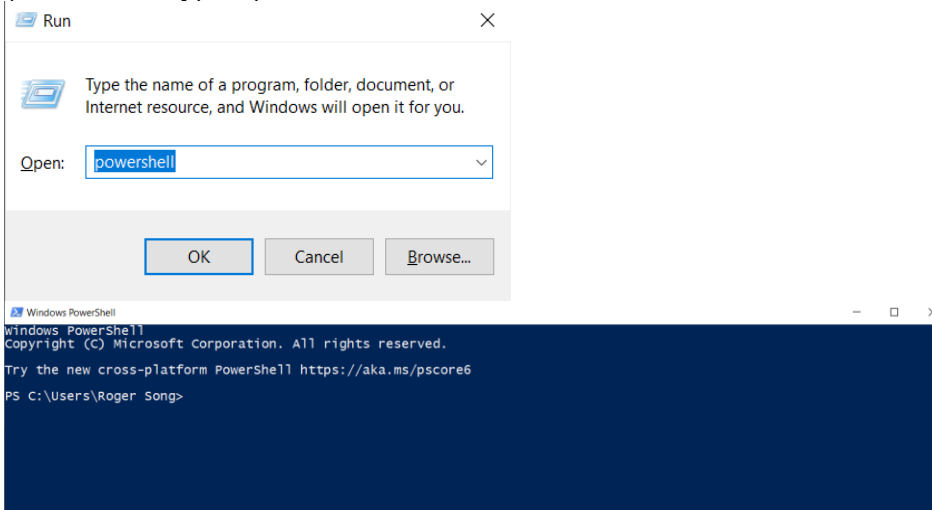 Run
Type the name of a program, folder, document, or
Internet resource, and Windows will open it for you.
Open: powershell
OK Cancel Browse...
Windows PowerShell
Windows PowerShell
Copyright (C) Microsoft Corporation. All rights reserved.
Try the new cross-platform PowerShell https://aka.ms/pscore6
PS C:\Users\Roger Song>